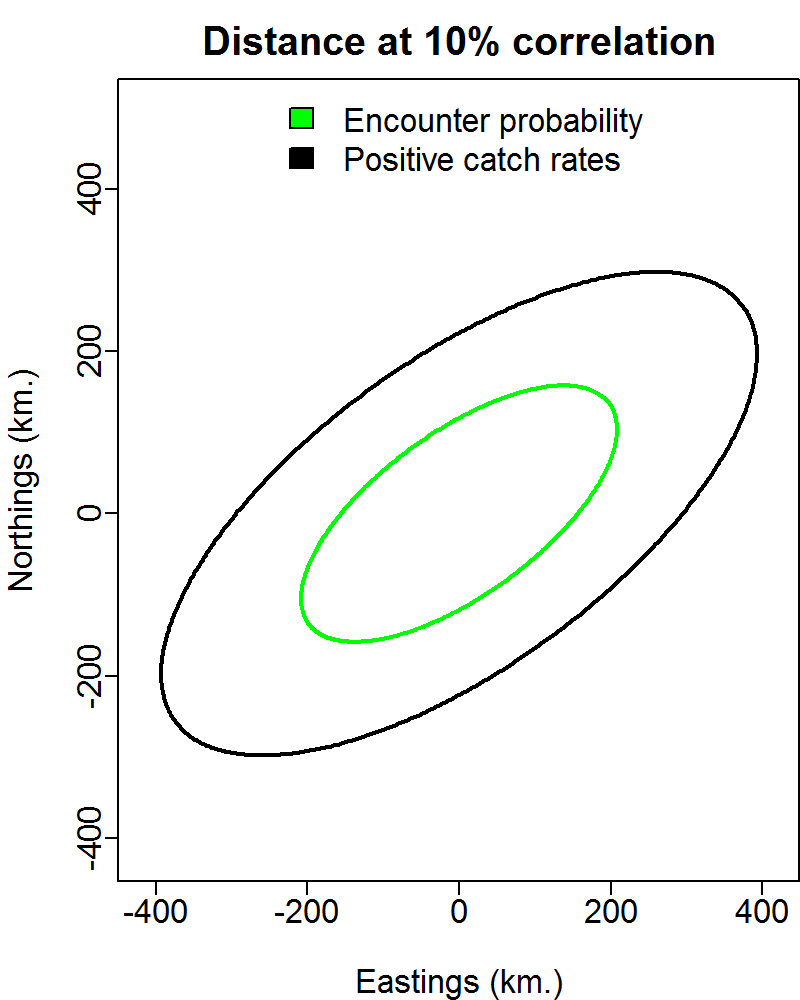 Distance at 10% correlation
Encounter probability
Positive catch rates
400
200
0
-200
-400
Northings (km.)
-400 -200 0 200 400
Eastings (km.)